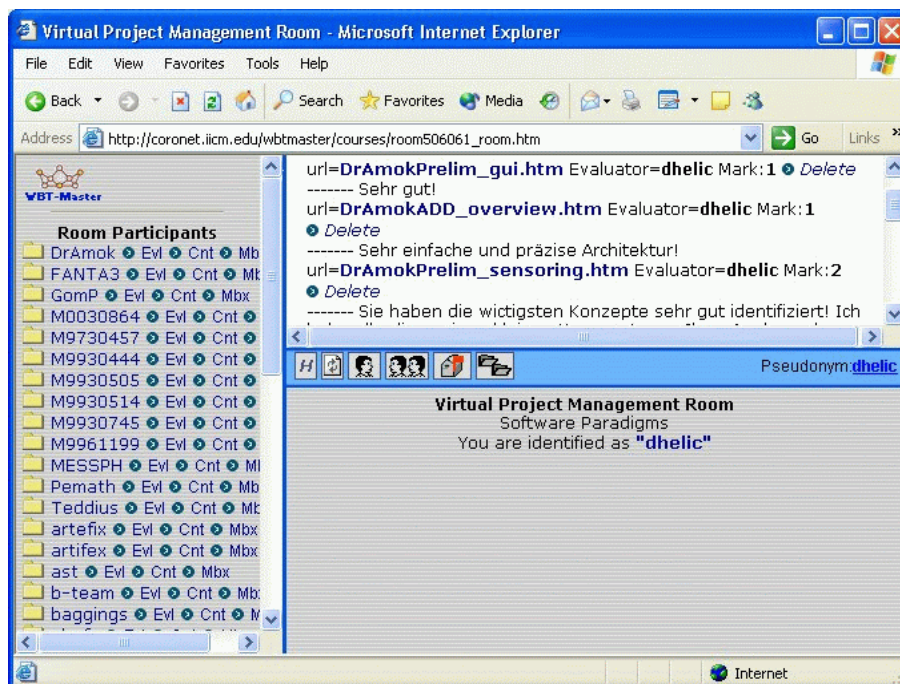 Virtual Project Management Room - Microsoft Internet Explorer
File Edit View Favorites Tools Help
Back Search Favorites Media
Address http://coronet.iicm.edu/wbtmaster/courses/room506061_room.htm Go Links »
WBT-Master
Room Participants
DrAmok Evl Cnt Mb
FANTA3 Evl Cnt
GomP Evl Cnt Mbx
M0030864 Evl Cnt
M9730457 Evl Cnt
M9930444 Evl Cnt
M9930505 Evl Cnt
M9930514 Evl Cnt
M9930745 Evl Cnt
M9961199 Evl Cnt
MESSPH Evl Cnt
Pemath Evl Cnt Mb
Teddius Evl Cnt
artefix Evl Cnt Mbx
artifex Evl Cnt Mbx
ast Evl Cnt Mbx
b-team Evl Cnt Mb
baggings Evl Cnt
url=DrAmokPrelim_gui.htm Evaluator=dhelic Mark:1 Delete
------- Sehr gut!
url=DrAmokADD_overview.htm Evaluator=dhelic Mark:1
Delete
------- Sehr einfache und präzise Architektur!
url=DrAmokPrelim_sensoring.htm Evaluator=dhelic Mark:2
Delete
------- Sie haben die wictigsten Konzepte sehr gut identifiziert! Ich
H Pseudonym:dhelic
Virtual Project Management Room
Software Paradigms
You are identified as "dhelic"
Internet